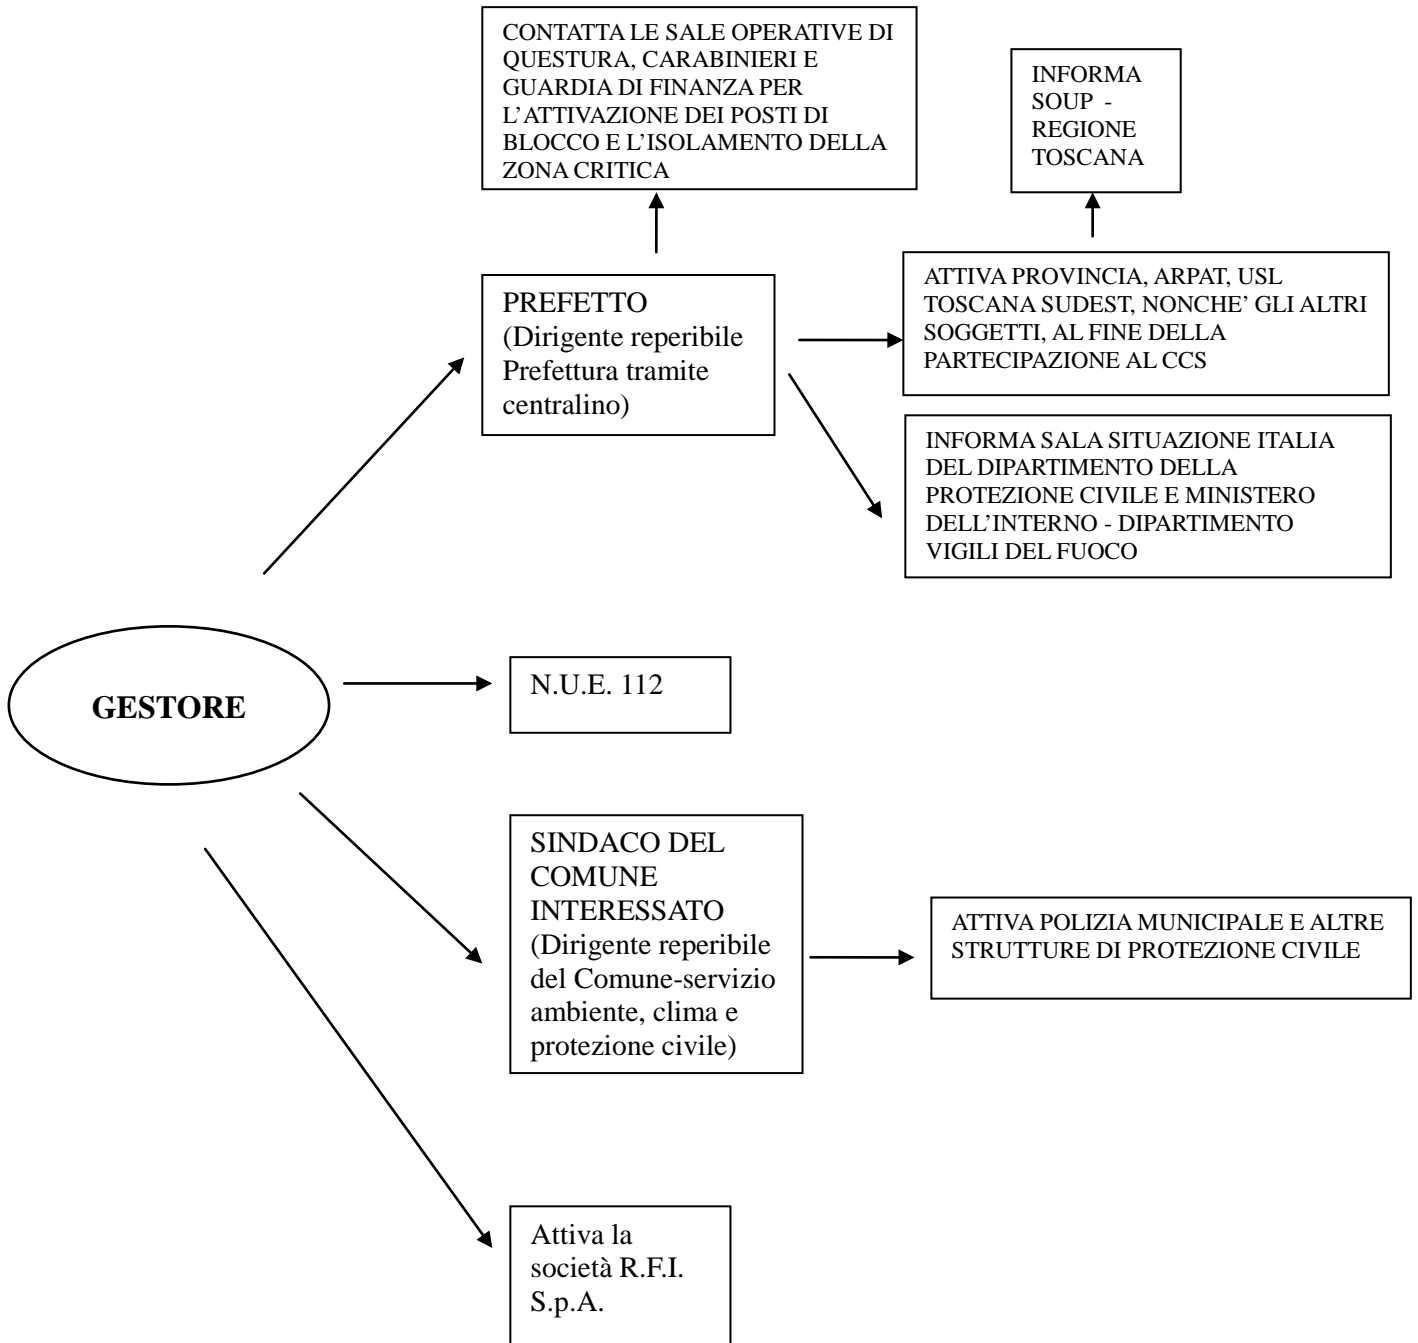 CONTATTA LE SALE OPERATIVE DI
QUESTURA, CARABINIERI E
GUARDIA DI FINANZA PER
L’ATTIVAZIONE DEI POSTI DI
BLOCCO E L’ISOLAMENTO DELLA
ZONA CRITICA
INFORMA
SOUP -
REGIONE
TOSCANA
PREFETTO
(Dirigente reperibile
Prefettura tramite
centralino)
ATTIVA PROVINCIA, ARPAT, USL
TOSCANA SUDEST, NONCHE’ GLI ALTRI
SOGGETTI, AL FINE DELLA
PARTECIPAZIONE AL CCS
INFORMA SALA SITUAZIONE ITALIA
DEL DIPARTIMENTO DELLA
PROTEZIONE CIVILE E MINISTERO
DELL’INTERNO - DIPARTIMENTO
VIGILI DEL FUOCO
GESTORE
N.U.E. 112
SINDACO DEL
COMUNE
INTERESSATO
(Dirigente reperibile
del Comune-servizio
ambiente, clima e
protezione civile)
ATTIVA POLIZIA MUNICIPALE E ALTRE
STRUTTURE DI PROTEZIONE CIVILE
Attiva la
società R.F.I.
S.p.A.